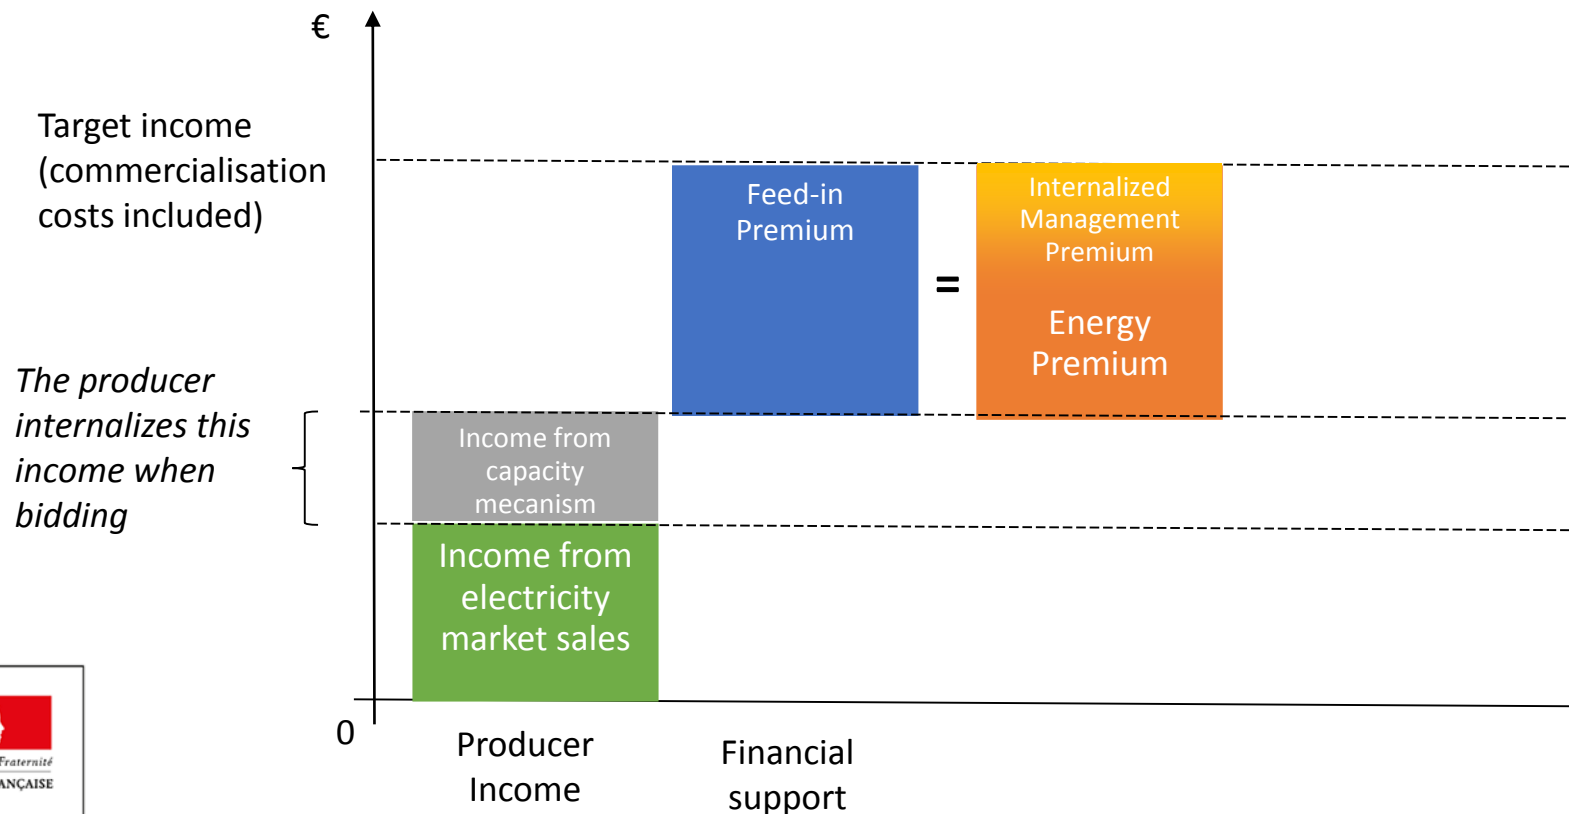 €
Target income
(commercialisation
costs included)
Feed-in
Premium
=
Internalized
Management
Premium
Energy
Premium
The producer
internalizes this
income when
bidding
Income from
capacity
mecanism
Income from
electricity
market sales
0
Producer
Income
Financial
support
Fraternité
ANÇAISE